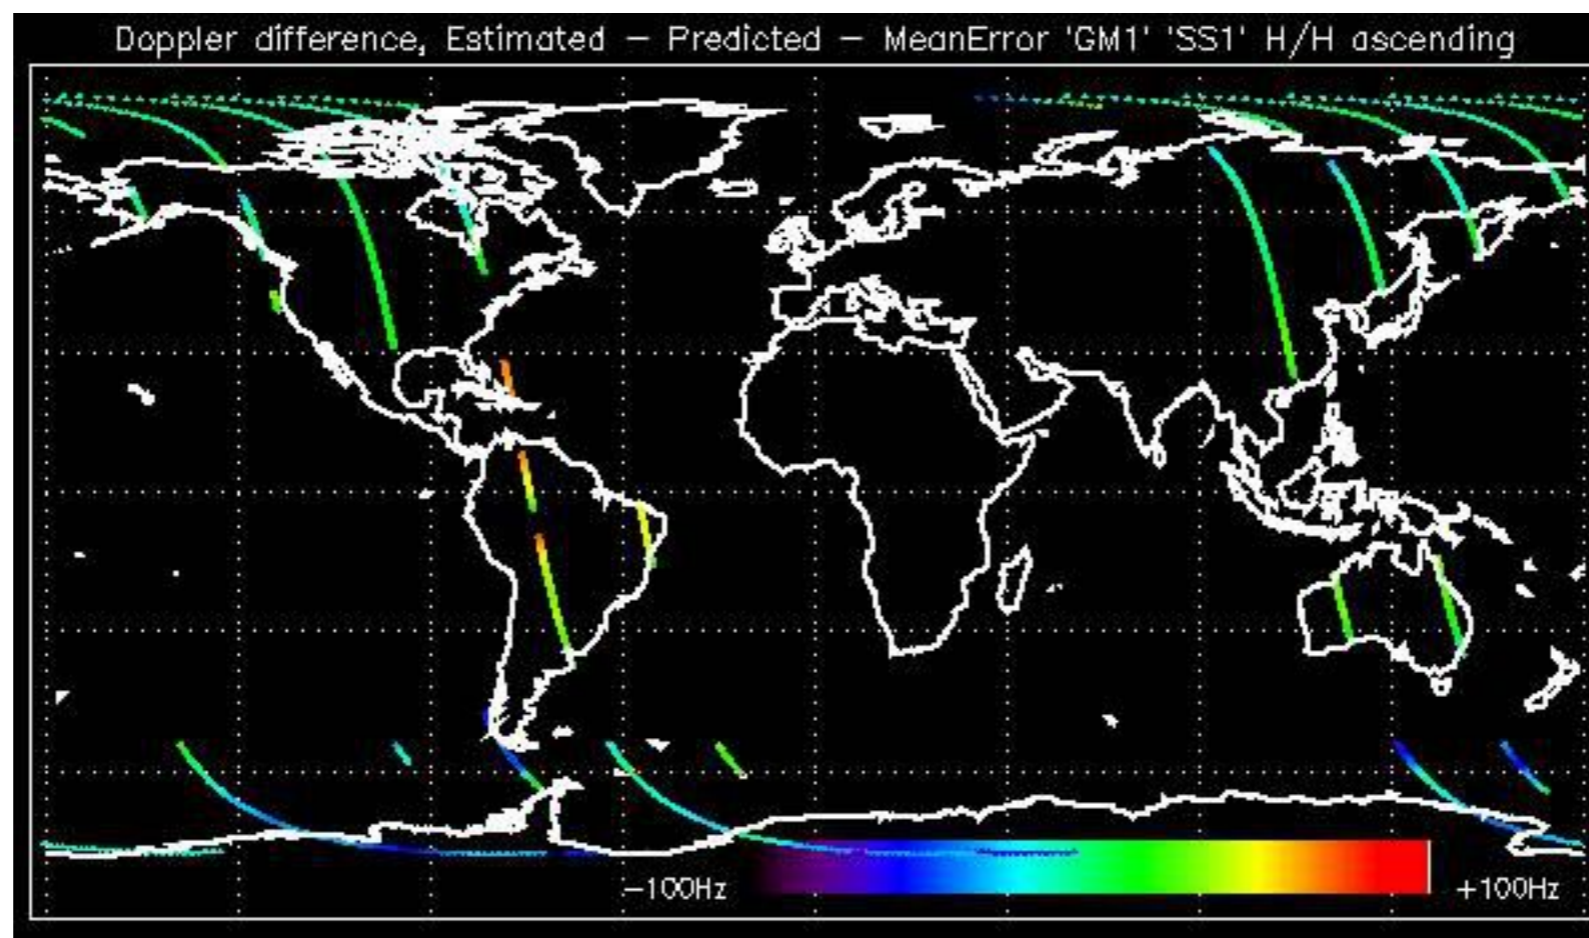 Doppler difference, Estimated — Predicted — MeanError 'GM1' 'SS1' H/H ascending
−100Hz
+100Hz